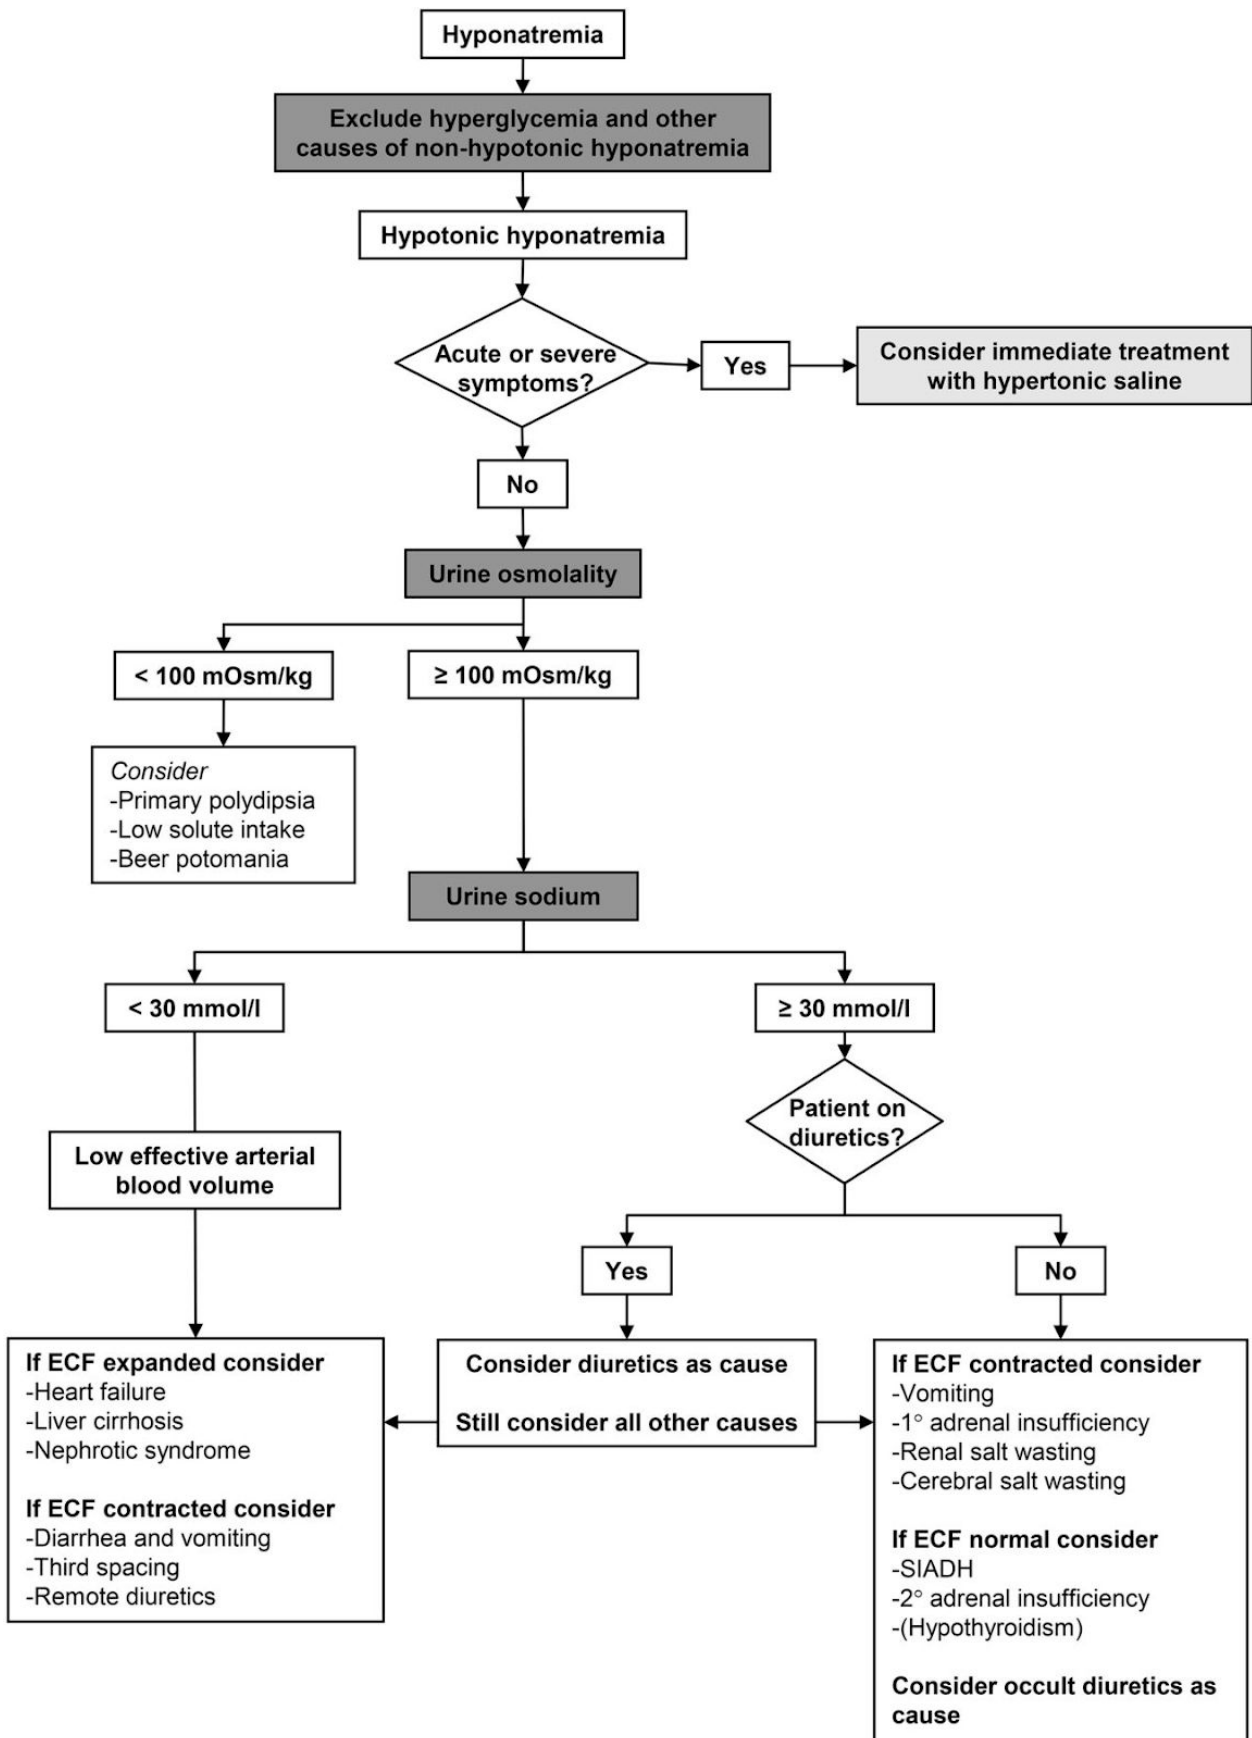 Hyponatremia
Exclude hyperglycemia and other
causes of non-hypotonic hyponatremia
Hypotonic hyponatremia
Acute or severe
symptoms?
Yes
Consider immediate treatment
with hypertonic saline
No
Urine osmolality
< 100 mOsm/kg
≥ 100 mOsm/kg
Consider
-Primary polydipsia
-Low solute intake
-Beer potomania
Urine sodium
< 30 mmol/l
≥ 30 mmol/l
Patient on
diuretics?
Low effective arterial
blood volume
Yes
No
If ECF expanded consider
-Heart failure
-Liver cirrhosis
-Nephrotic syndrome
If ECF contracted consider
-Diarrhea and vomiting
-Third spacing
-Remote diuretics
Consider diuretics as cause
Still consider all other causes
If ECF contracted consider
-Vomiting
-1° adrenal insufficiency
-Renal salt wasting
-Cerebral salt wasting
If ECF normal consider
-SIADH
-2° adrenal insufficiency
-(Hypothyroidism)
Consider occult diuretics as
cause